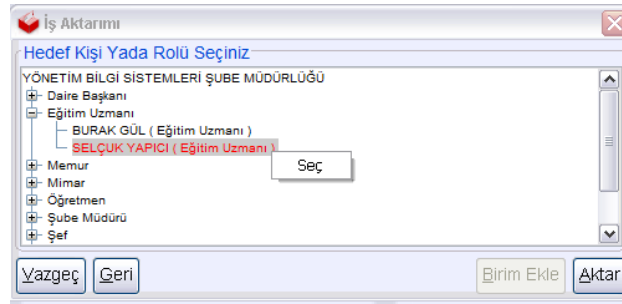 İş Aktarımı
Hedef Kişi Yada Rolü Seçiniz
YÖNETİM BİLGİ SİSTEMLERİ ŞUBE MÜDÜRLÜĞÜ
Daire Başkanı
Eğitim Uzmanı
BURAK GÜL ( Eğitim Uzmanı )
SELÇUK YAPICI ( Eğitim Uzmanı )
Seç
Memur
Mimar
Öğretmen
Şube Müdürü
Şef
Vazgeç Geri Birim Ekle Aktar